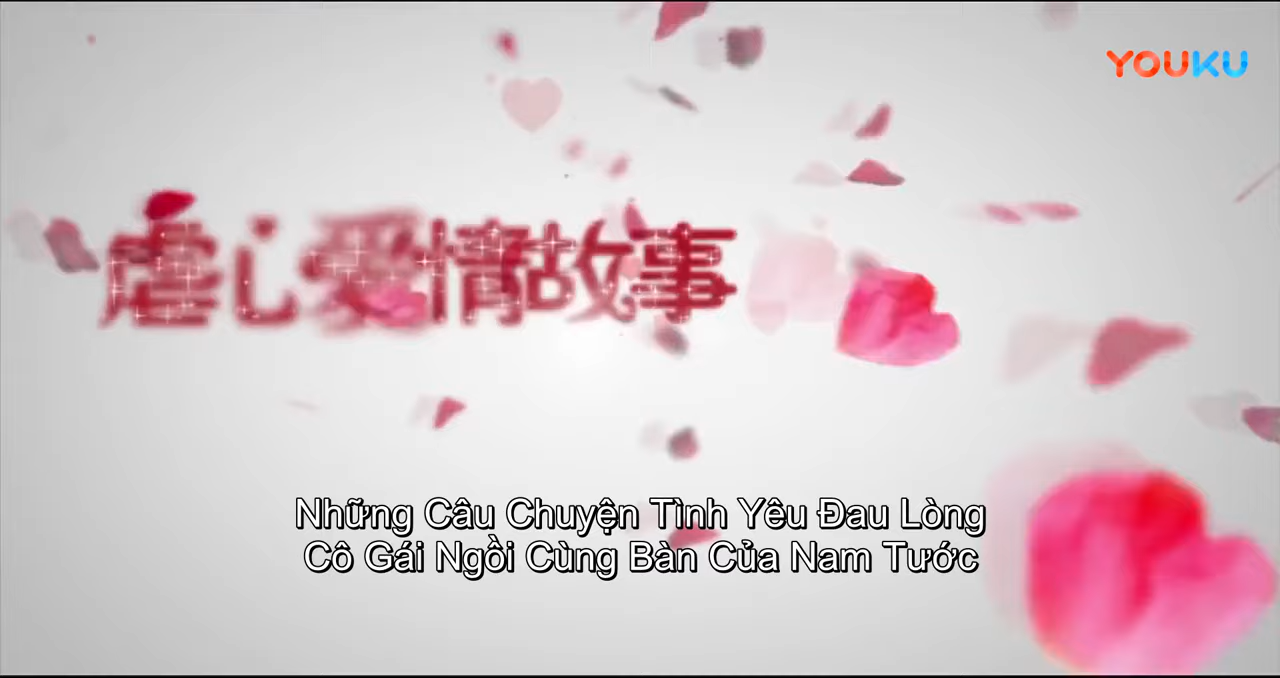 YOUKU
虐心爱情故事
Những Câu Chuyện Tình Yêu Đau Lòng
Cô Gái Ngồi Cùng Bàn Của Nam Tước